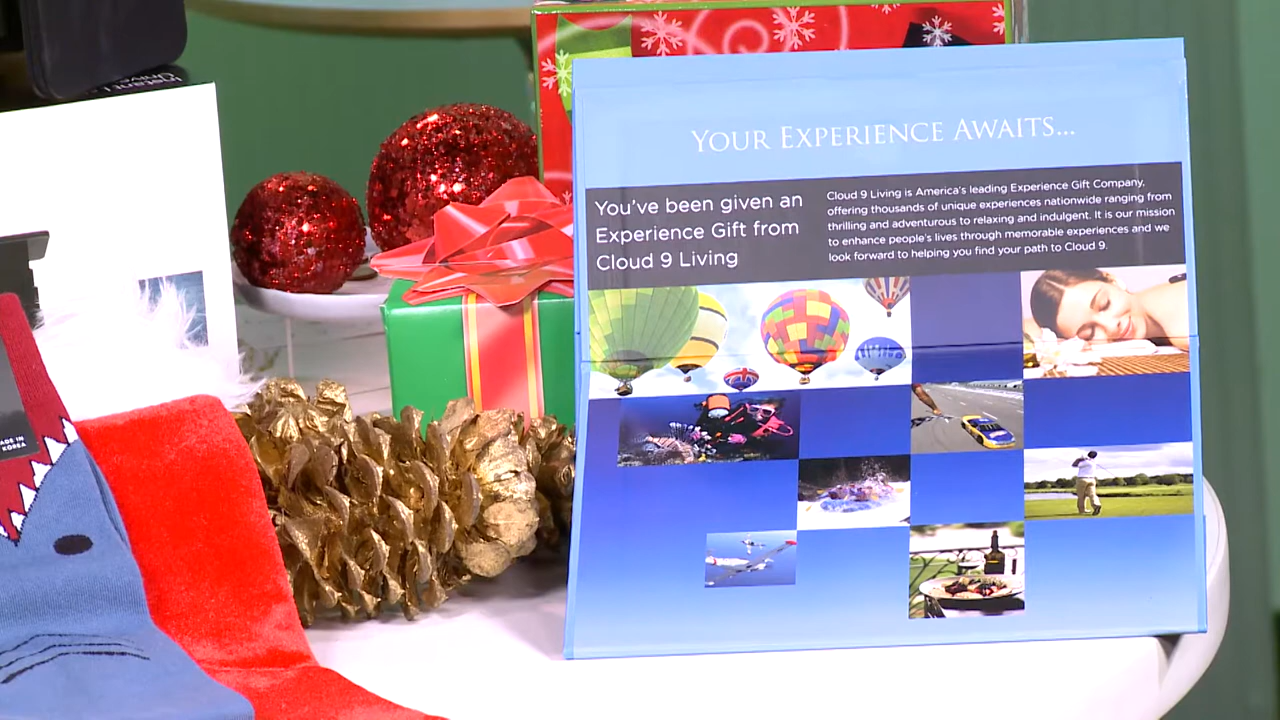 YOUR EXPERIENCE AWAITS...
You've been given an
Experience Gift from
Cloud 9 Living
Cloud 9 Living is America's leading Experience Gift Company,
offering thousands of unique experiences nationwide ranging from
thrilling and adventurous to relaxing and indulgent. It is our mission
to enhance people's lives through memorable experiences and we
look forward to helping you find your path to Cloud 9.
MADE IN
KOREA